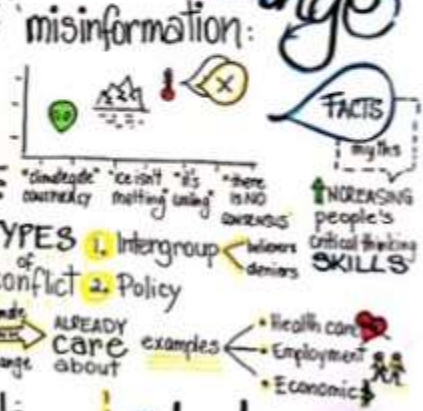 misinformation:
FACTS
myths
"climategate" "ice isn't "it's "there
conspiracy melting" cooling" IS NO
CONSENSUS"
INCREASING
people's
critical thinking
SKILLS
YPES 1. Intergroup believers
of deniers
conflict 2. Policy
ALREADY
care
about
examples
• Health care
• Employment
• Economic